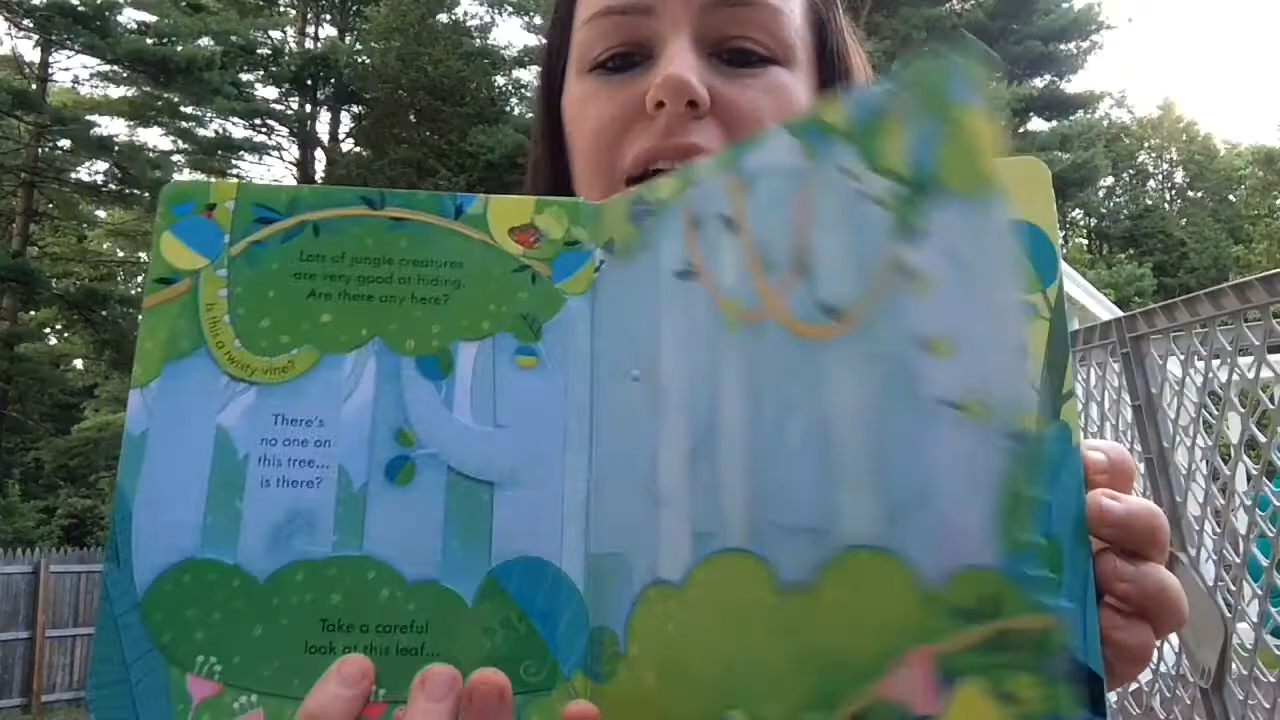 Lots of jungle creatures
are very good at hiding.
Are there any here?
Is this a twisty vine?
There's
no one on
this tree...
is there?
Take a careful
look at this leaf...